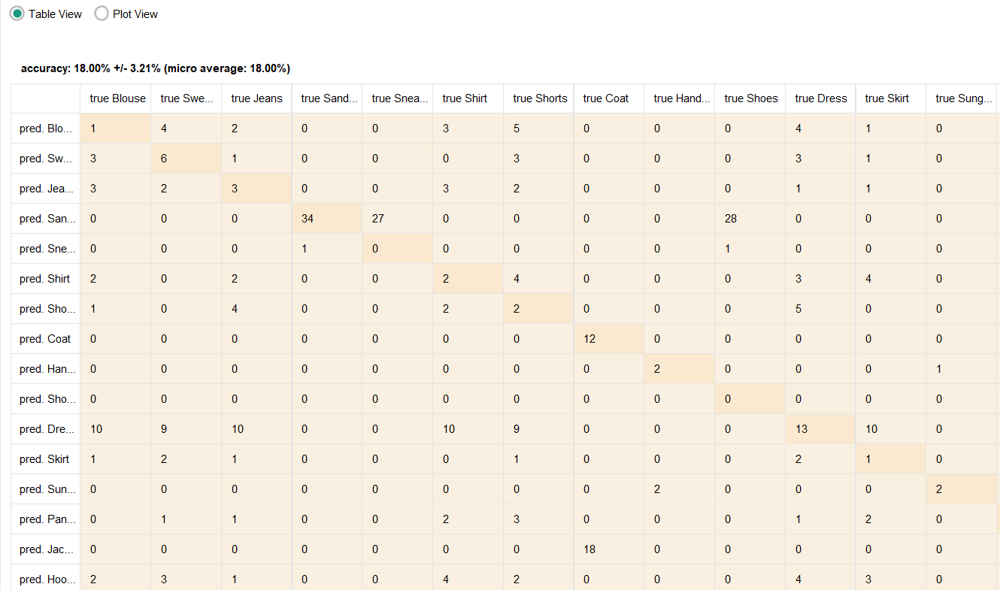 Table View Plot View
accuracy: 18.00% +/- 3.21% (micro average: 18.00%)
true Blouse true Swe... true Jeans true Sand... true Snea... true Shirt true Shorts true Coat true Hand... true Shoes true Dress true Skirt true Sung...
pred. Blo... 1 4 2 0 0 3 5 0 0 0 4 1 0
pred. Sw... 3 6 1 0 0 0 3 0 0 0 3 1 0
pred. Jea... 3 2 3 0 0 3 2 0 0 0 1 1 0
pred. San... 0 0 0 34 27 0 0 0 0 28 0 0 0
pred. Sne... 0 0 0 1 0 0 0 0 0 1 0 0 0
pred. Shirt 2 0 2 0 0 2 4 0 0 0 3 4 0
pred. Sho... 1 0 4 0 0 2 2 0 0 0 5 0 0
pred. Coat 0 0 0 0 0 0 0 12 0 0 0 0 0
pred. Han... 0 0 0 0 0 0 0 0 2 0 0 0 1
pred. Sho... 0 0 0 0 0 0 0 0 0 0 0 0 0
pred. Dre... 10 9 10 0 0 10 9 0 0 0 13 10 0
pred. Skirt 1 2 1 0 0 0 1 0 0 0 2 1 0
pred. Sun... 0 0 0 0 0 0 0 0 2 0 0 0 2
pred. Pan... 0 1 1 0 0 2 3 0 0 0 1 2 0
pred. Jac... 0 0 0 0 0 0 0 18 0 0 0 0 0
pred. Hoo... 2 3 1 0 0 4 2 0 0 0 4 3 0